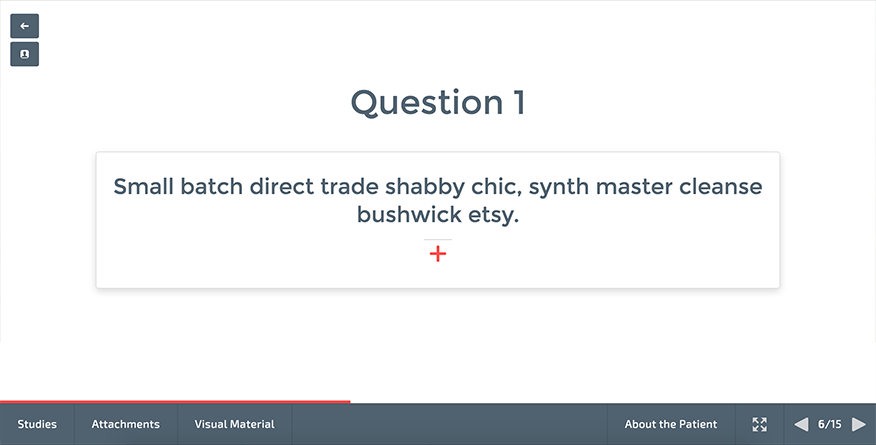 Question 1
Small batch direct trade shabby chic, synth master cleanse
bushwick etsy.
Studies
Attachments
Visual Material
About the Patient
6/15